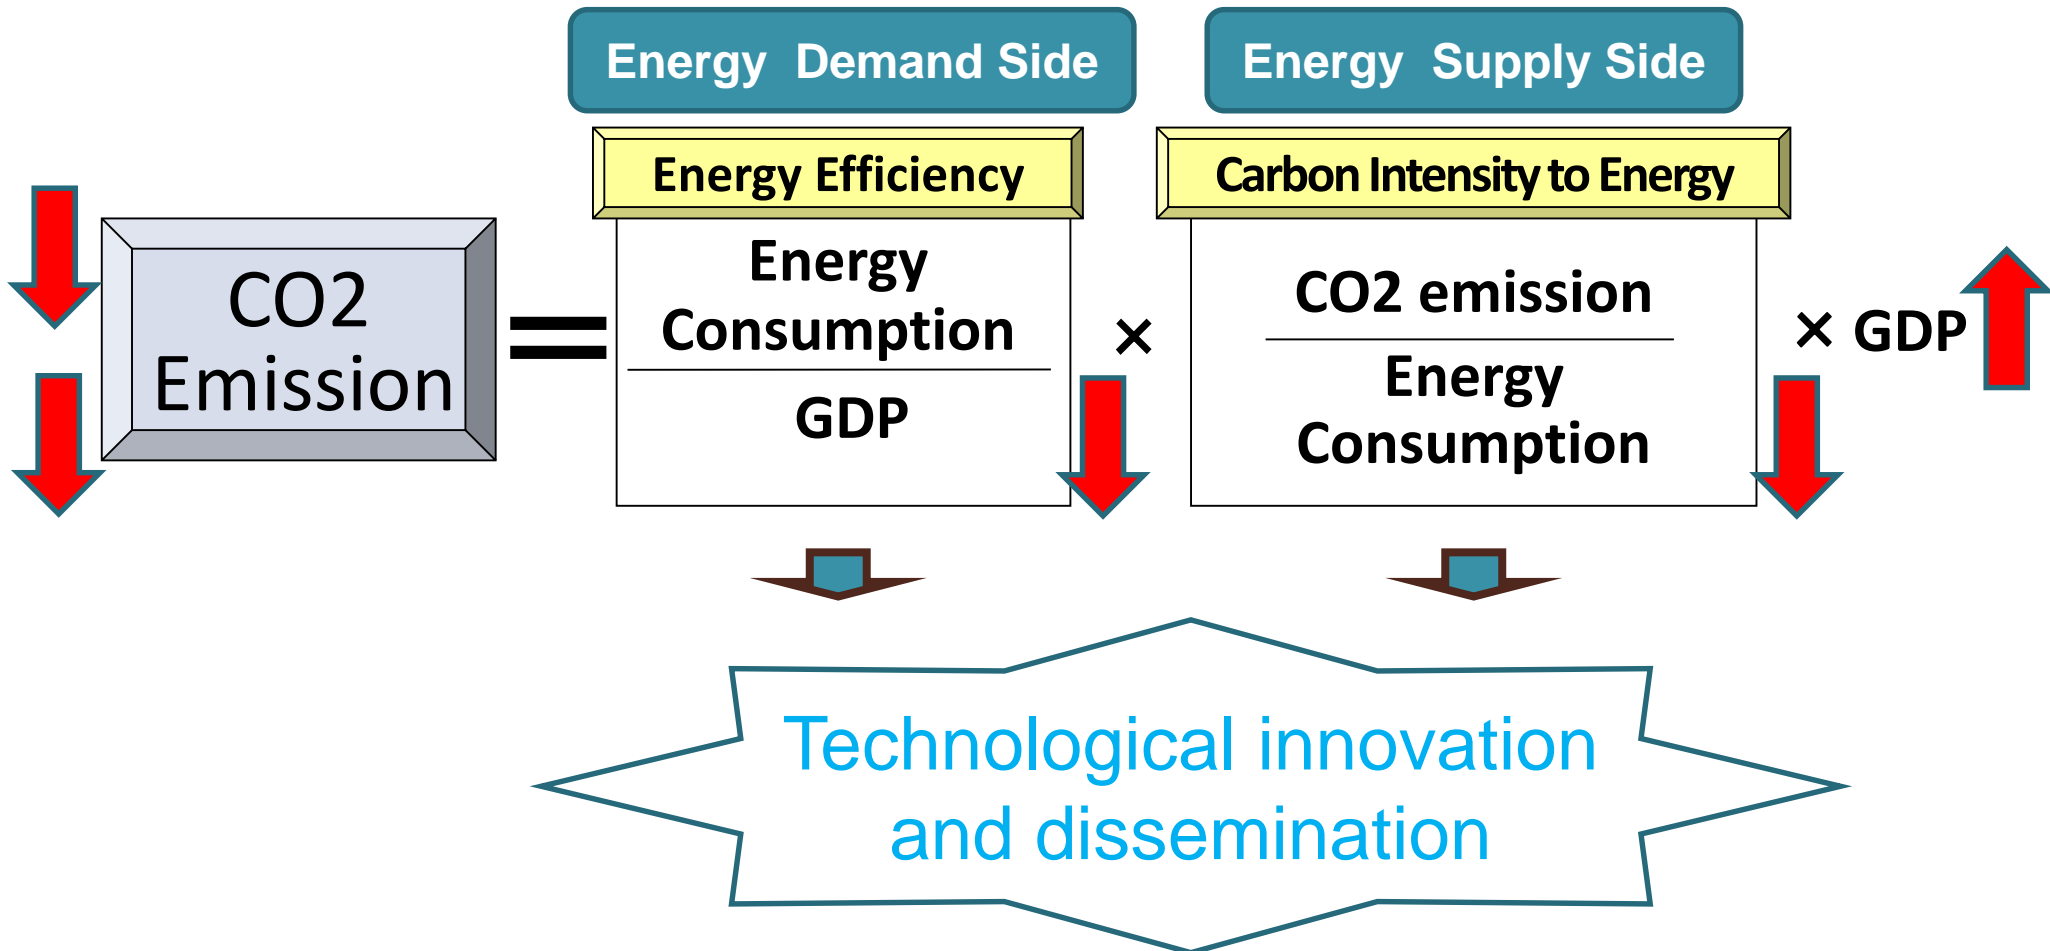 Energy Demand Side
Energy Supply Side
Energy Efficiency
Carbon Intensity to Energy
CO2
Emission
=
Energy
Consumption
GDP
×
CO2 emission
Energy
Consumption
× GDP
Technological innovation
and dissemination